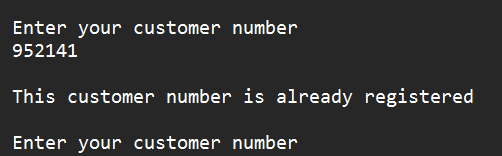 Enter your customer number
952141
This customer number is already registered
Enter your customer number